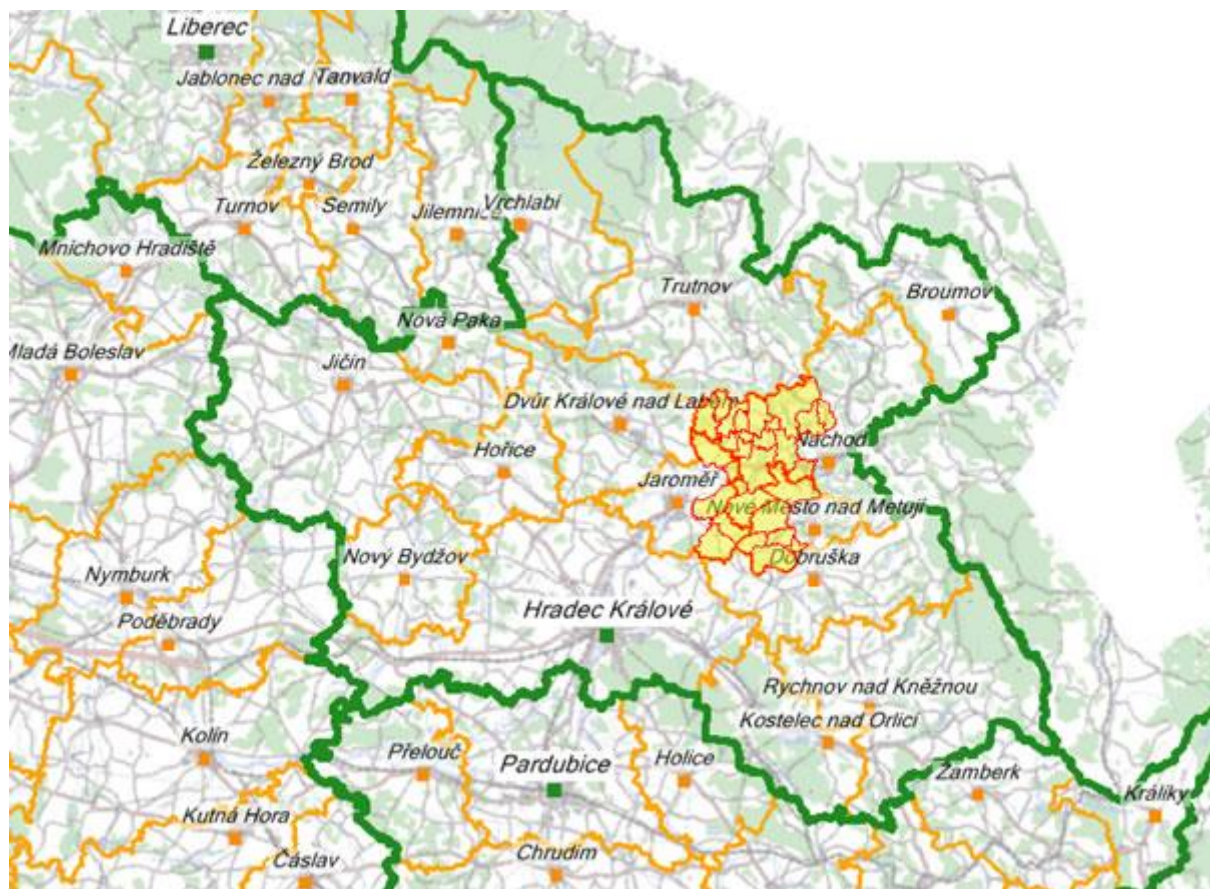 Liberec
Jablonec nad
Tanvald
Železný Brod
Turnov
Semily
Jilemnice
Vrchlabí
Mnichovo Hradiště
Trutnov
Broumov
Nová Paka
Mladá Boleslav
Jičín
Dvůr Králové nad Labem
Náchod
Hořice
Jaroměř
Nové Město nad Metují
Nový Bydžov
Dobruška
Nymburk
Poděbrady
Hradec Králové
Rychnov nad Kněžnou
Kostelec nad Orlicí
Kolín
Přelouč
Pardubice
Holice
Žamberk
Králíky
Kutná Hora
Čáslav
Chrudim